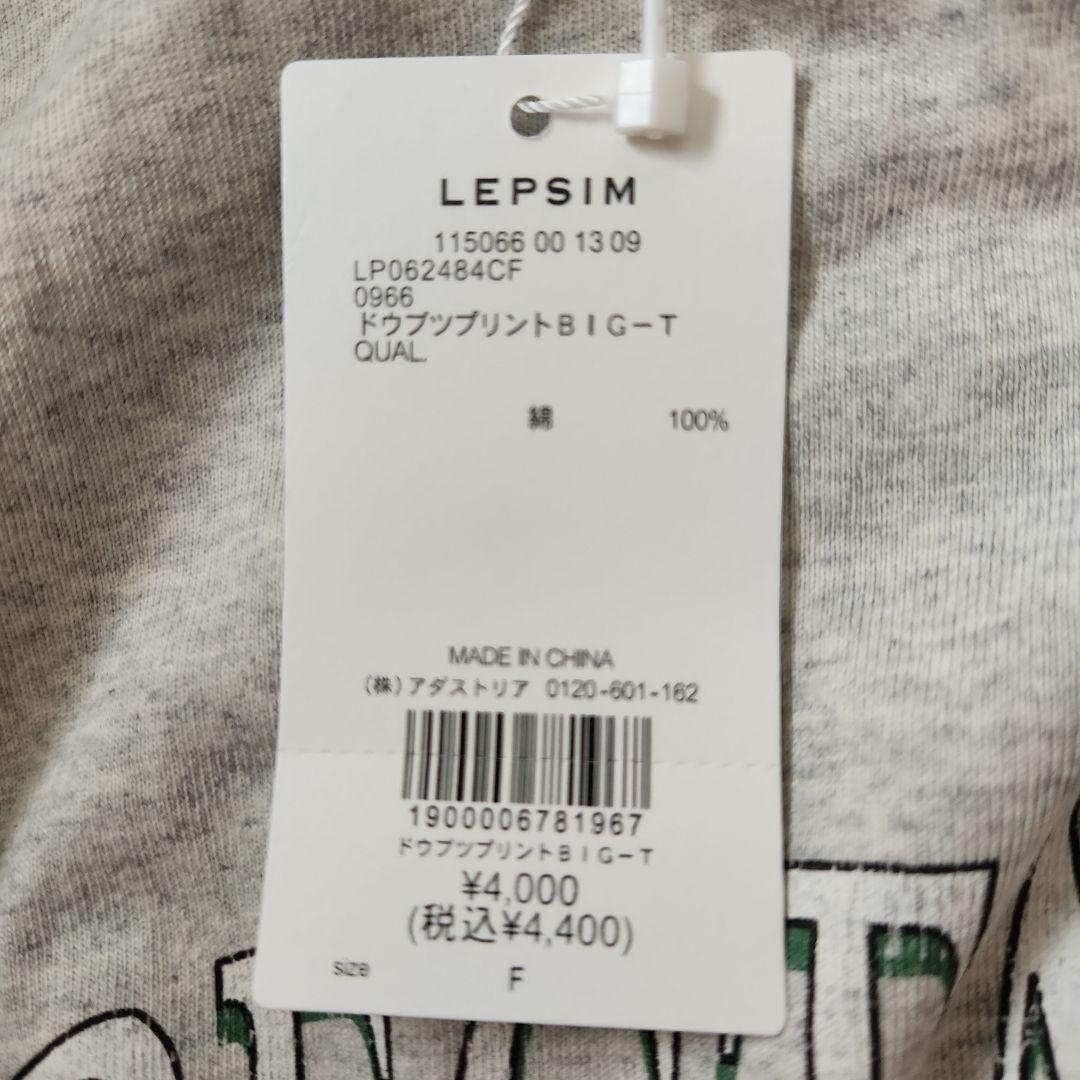 LEPSIM
115066 00 13 09
LP062484CF
0966
ドウブツプリントBIG-T
QUAL.
綿 100%
MADE IN CHINA
(株)アダストリア 0120-601-162
1900006781967
ドウブツプリントBIG-T
¥4,000
(税込¥4,400)
size F